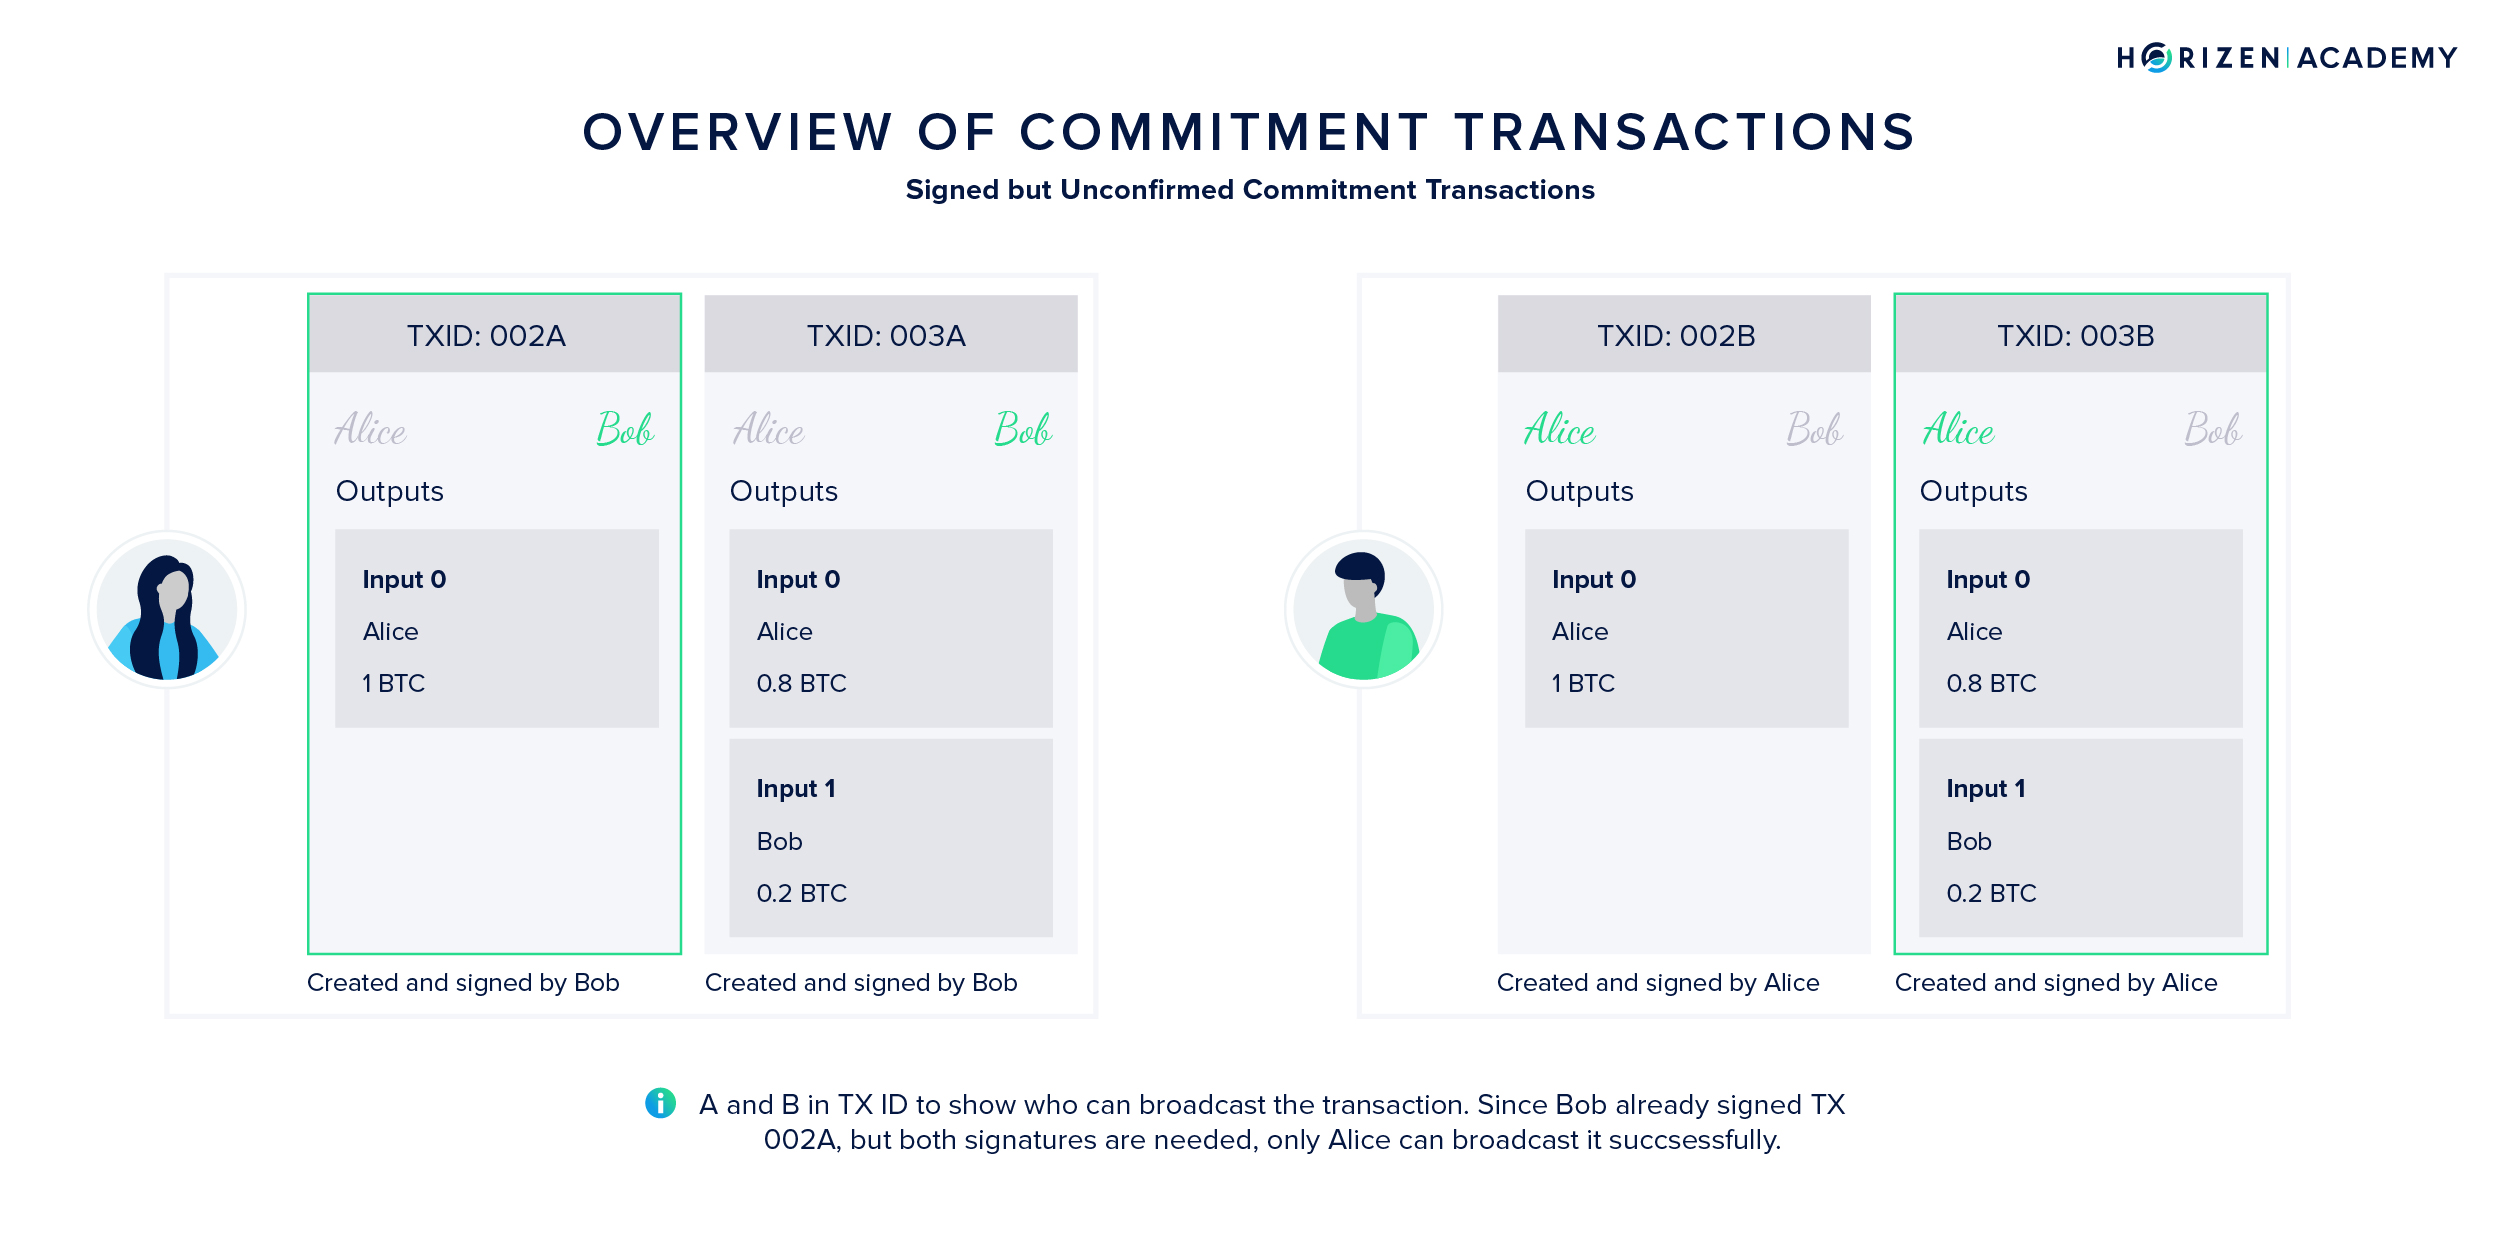 HORIZEN | ACADEMY
OVERVIEW OF COMMITMENT TRANSACTIONS
Signed but Unconfirmed Commitment Transactions
TXID: 002A
Alice Bob
Outputs
Input 0
Alice
1 BTC
Created and signed by Bob
TXID: 003A
Alice Bob
Outputs
Input 0
Alice
0.8 BTC
Input 1
Bob
0.2 BTC
Created and signed by Bob
TXID: 002B
Alice Bob
Outputs
Input 0
Alice
1 BTC
Created and signed by Alice
TXID: 003B
Alice Bob
Outputs
Input 0
Alice
0.8 BTC
Input 1
Bob
0.2 BTC
Created and signed by Alice
i A and B in TX ID to show who can broadcast the transaction. Since Bob already signed TX
002A, but both signatures are needed, only Alice can broadcast it succsessfully.